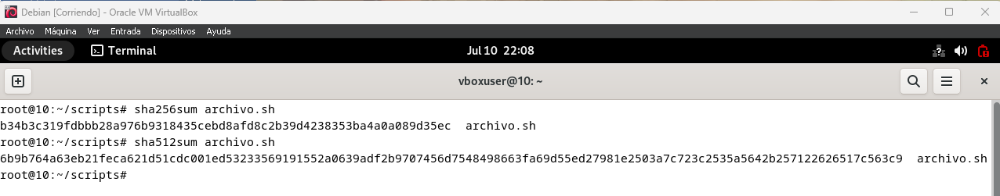 Debian [Corriendo] - Oracle VM VirtualBox
Archivo Máquina Ver Entrada Dispositivos Ayuda
Activities Terminal Jul 10 22:08
vboxuser@10: ~
root@10:~/scripts# sha256sum archivo.sh
b34b3c319fdbbb28a976b9318435cebd8afd8c2b39d4238353ba4a0a089d35ec  archivo.sh
root@10:~/scripts# sha512sum archivo.sh
6b9b764a63eb21feca621d51cdc001ed53233569191552a0639adf2b9707456d7548498663fa69d55ed27981e2503a7c723c2535a5642b257122626517c563c9  archivo.sh
root@10:~/scripts#